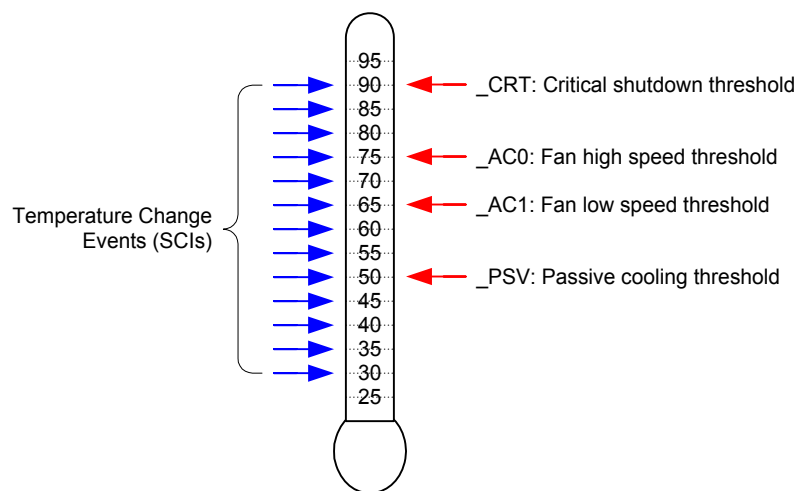 95
90
_CRT: Critical shutdown threshold
85
80
75
_AC0: Fan high speed threshold
70
65
_AC1: Fan low speed threshold
Temperature Change
Events (SCIs)
60
55
50
_PSV: Passive cooling threshold
45
40
35
30
25